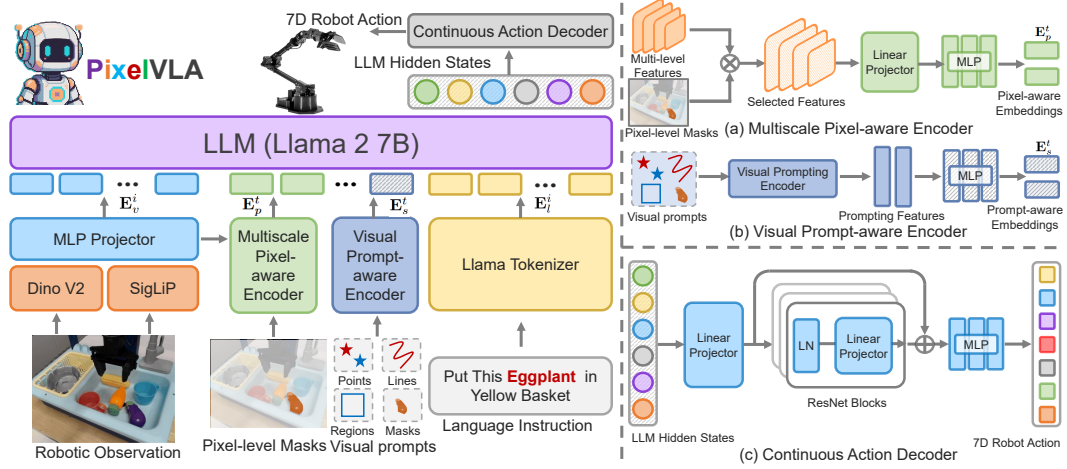 PixelVLA
7D Robot Action
Continuous Action Decoder
LLM Hidden States
LLM (Llama 2 7B)
E_v^i
E_p^t
E_s^t
E_l^i
MLP Projector
Dino V2
SigLiP
Multiscale
Pixel-
aware
Encoder
Visual
Prompt-
aware
Encoder
Llama Tokenizer
Robotic Observation
Pixel-level Masks
Points
Lines
Regions
Masks
Visual prompts
Put This Eggplant in
Yellow Basket
Language Instruction
Multi-level
Features
Pixel-level Masks
Selected Features
Linear
Projector
MLP
E_p^t
Pixel-aware
Embeddings
(a) Multiscale Pixel-aware Encoder
Visual prompts
Visual Prompting
Encoder
Prompting Features
MLP
E_s^t
Prompt-aware
Embeddings
(b) Visual Prompt-aware Encoder
LLM Hidden States
Linear
Projector
LN
Linear
Projector
ResNet Blocks
MLP
7D Robot Action
(c) Continuous Action Decoder